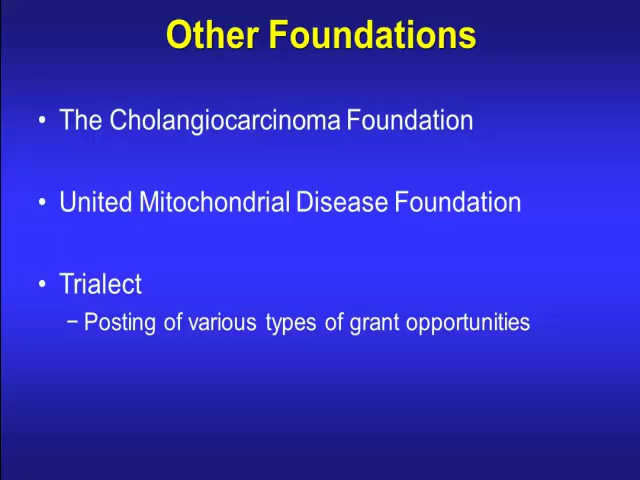 Other Foundations
• The Cholangiocarcinoma Foundation
• United Mitochondrial Disease Foundation
• Trialect
− Posting of various types of grant opportunities